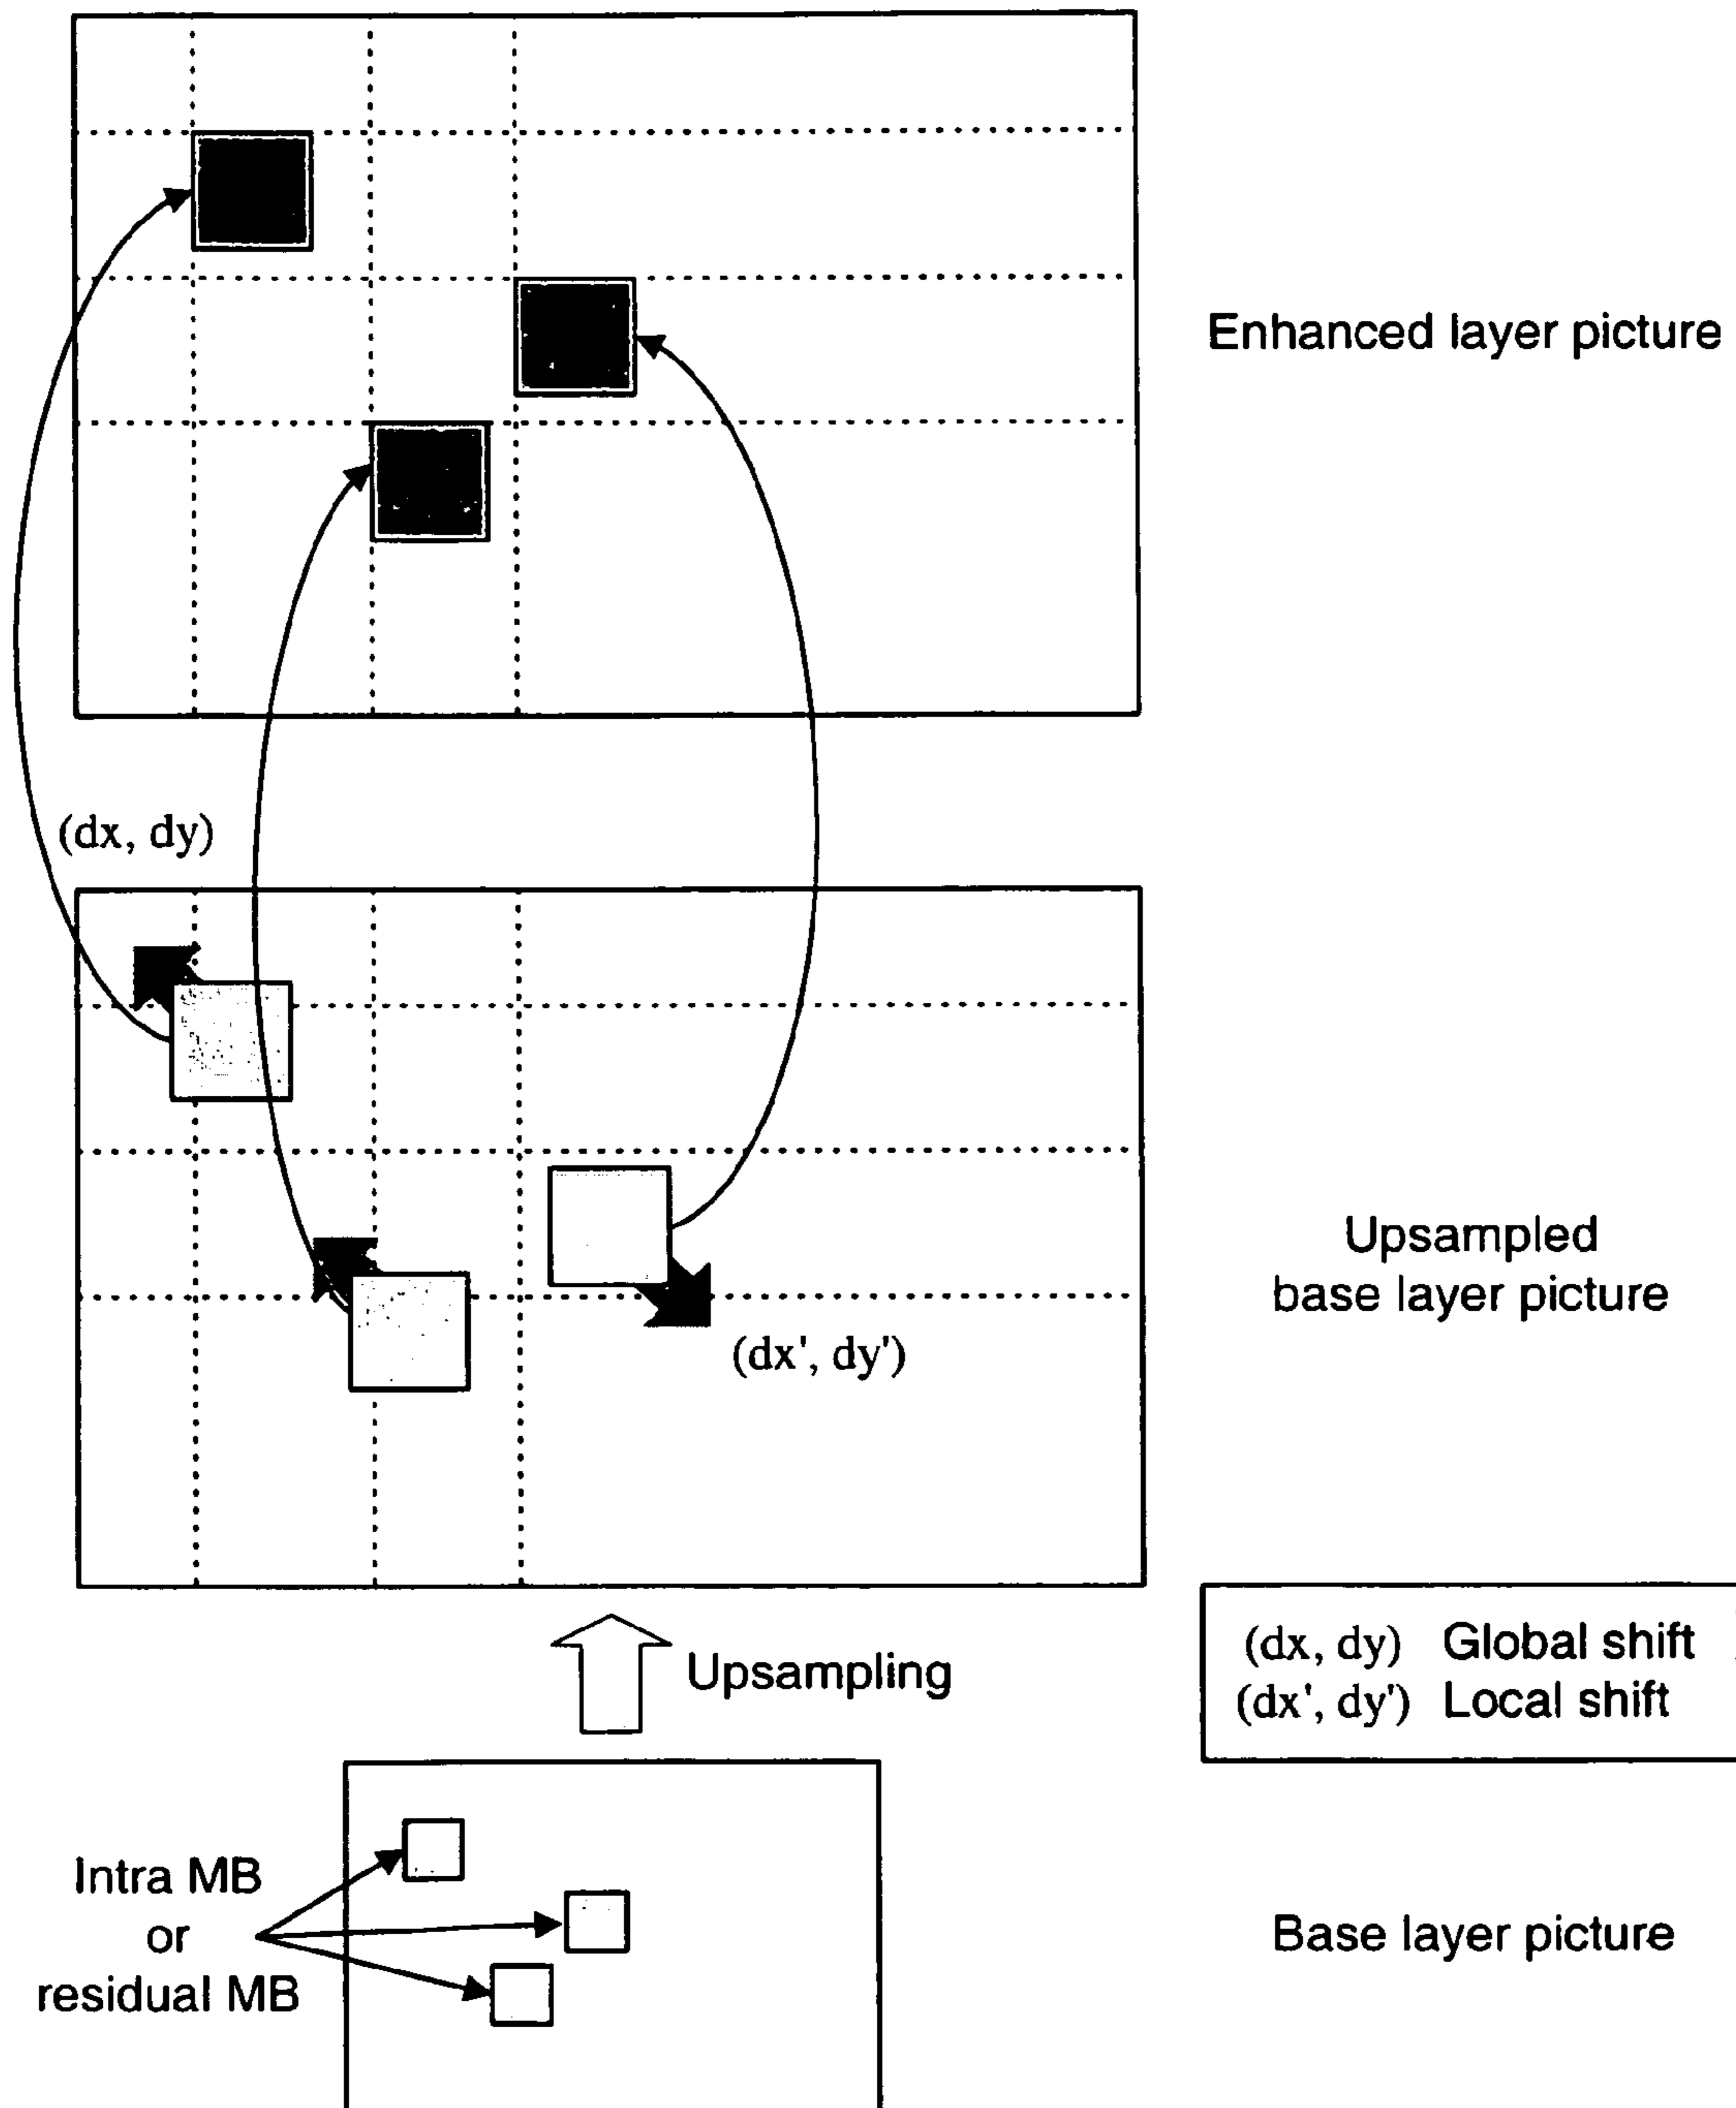 Enhanced layer picture
(dx, dy)
(dx', dy')
Upsampled
base layer picture
Upsampling
(dx, dy) Global shift
(dx', dy') Local shift
Intra MB
or
residual MB
Base layer picture